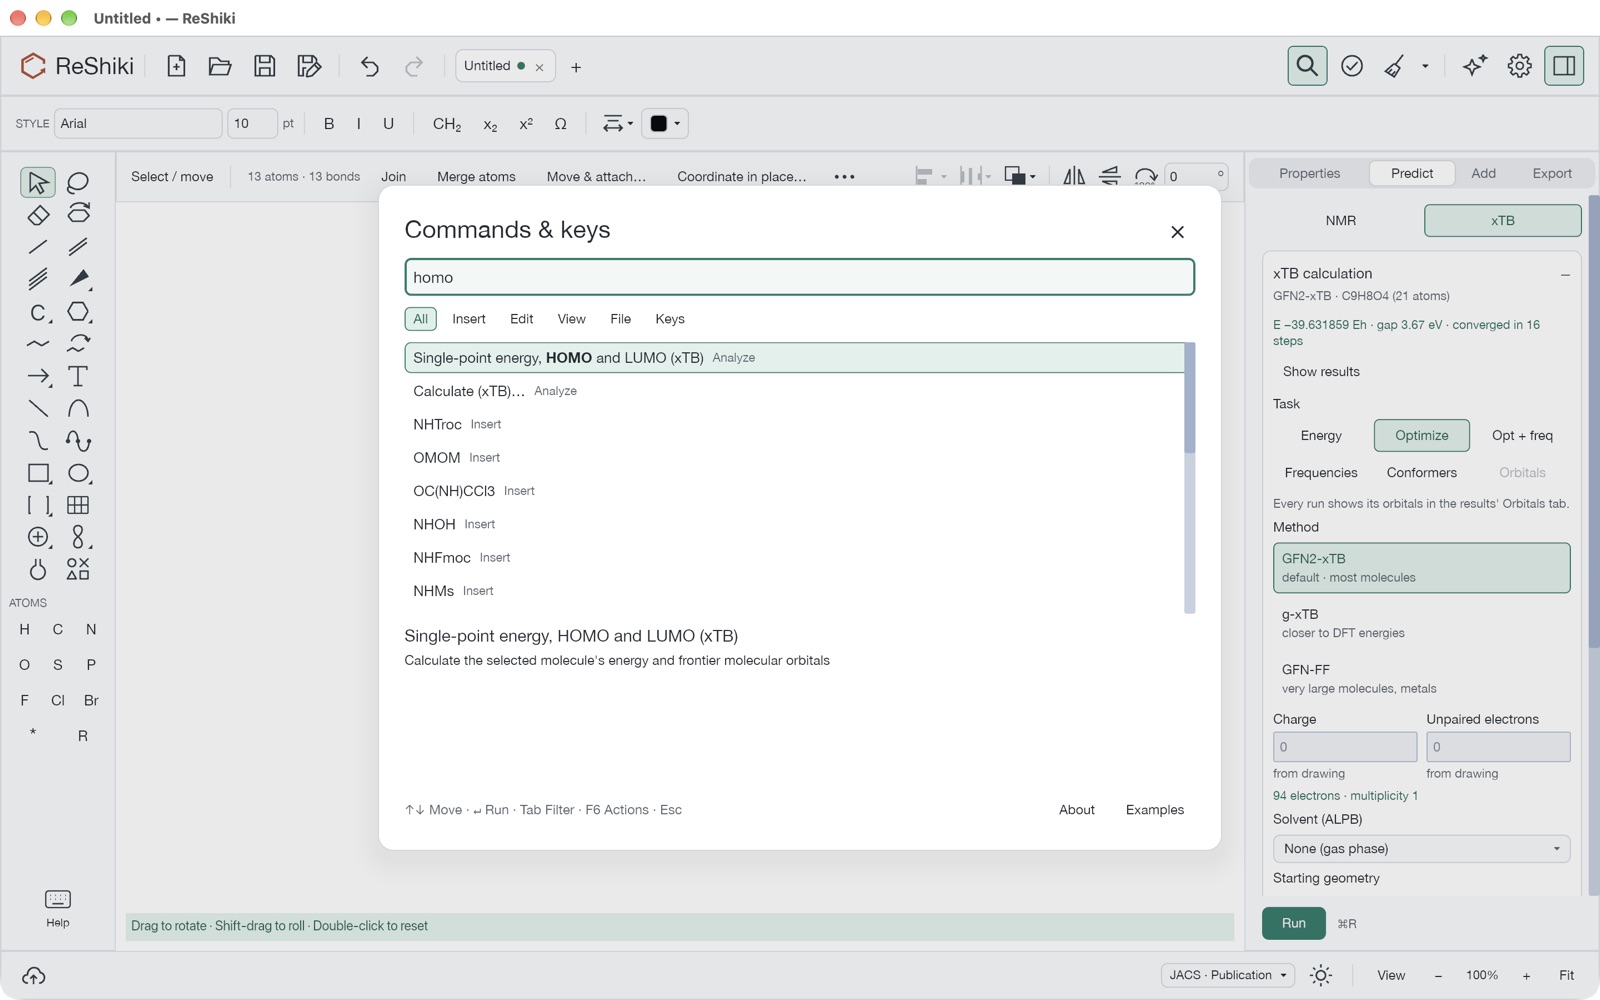 Untitled • — ReShiki
ReShiki
Untitled
STYLE
Arial
10
pt
B I U
CH₂ x₂ x² Ω
Select / move
13 atoms · 13 bonds
Join
Merge atoms
Move & attach...
Coordinate in place...
•••
0 °
Properties
Predict
Add
Export
NMR
xTB
Commands & keys
homo
All
Insert
Edit
View
File
Keys
Single-point energy, HOMO and LUMO (xTB) Analyze
Calculate (xTB)... Analyze
NHTroc Insert
OMOM Insert
OC(NH)CCl3 Insert
NHOH Insert
NHFmoc Insert
NHMs Insert
Single-point energy, HOMO and LUMO (xTB)
Calculate the selected molecule's energy and frontier molecular orbitals
↑↓ Move · ↵ Run · Tab Filter · F6 Actions · Esc
About
Examples
xTB calculation
GFN2-xTB · C9H8O4 (21 atoms)
E −39.631859 Eh · gap 3.67 eV · converged in 16
steps
Show results
Task
Energy
Optimize
Opt + freq
Frequencies
Conformers
Orbitals
Every run shows its orbitals in the results' Orbitals tab.
Method
GFN2-xTB
default · most molecules
g-xTB
closer to DFT energies
GFN-FF
very large molecules, metals
Charge
Unpaired electrons
0
0
from drawing
from drawing
94 electrons · multiplicity 1
Solvent (ALPB)
None (gas phase)
Starting geometry
Run
⌘R
C
T
ATOMS
H C N
O S P
F Cl Br
* R
Help
Drag to rotate · Shift-drag to roll · Double-click to reset
JACS · Publication
View
− 100% +
Fit